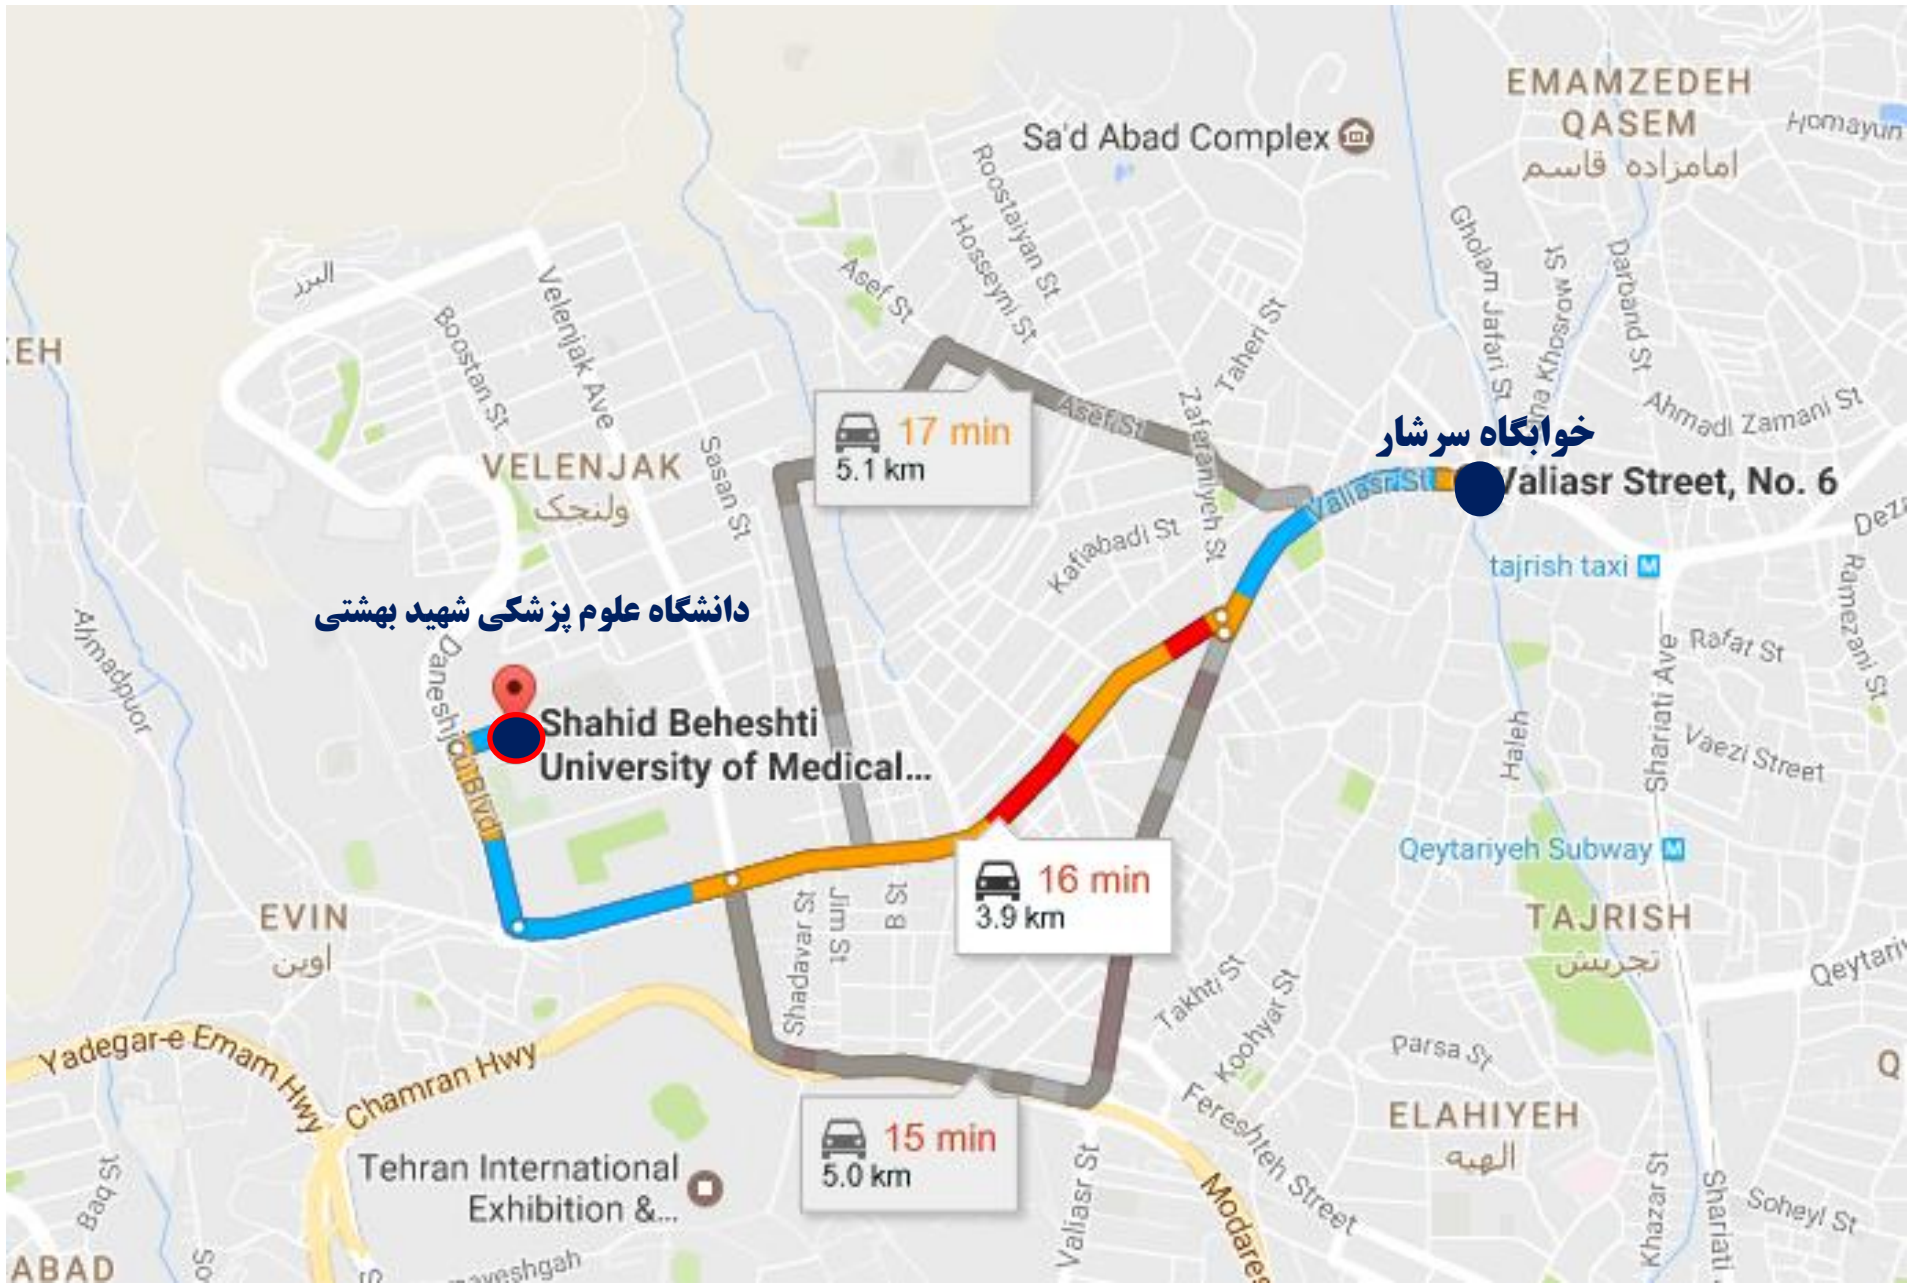 EMAMZEDEH
QASEM
امامزاده قاسم
Homayun
Sa'd Abad Complex
Roostaiyan St
Hosseyni St
Gholam Jafari St
Darband St
البرز
Velenjak Ave
Asef St
Boostan St
Taheri St
17 min
5.1 km
Asef St
Zafaraniyeh St
Ahmadi Zamani St
خوابگاه سرشار
Valiasr St
Valiasr Street, No. 6
VELENJAK
ولنجک
Sasan St
Kafiabadi St
tajrish taxi
M
Ramezani St
دانشگاه علوم پزشکی شهید بهشتی
Ahmadpuor
Shahid Beheshti
University of Medical...
Rafat St
Shariati Ave
Vaezi Street
Haleh
Qeytariyeh Subway
M
16 min
3.9 km
EVIN
اوین
Shadavar St
Jim St
B St
TAJRISH
تجریش
Takhti St
Koohyar St
Yadegar-e Emam Hwy
Chamran Hwy
Parsa St
Q
Fereshteh Street
ELAHIYEH
الهیه
15 min
5.0 km
Tehran International
Exhibition &...
Valiasr St
Modares
Baq St
Khazar St
Shariati
Soheyl St
ABAD